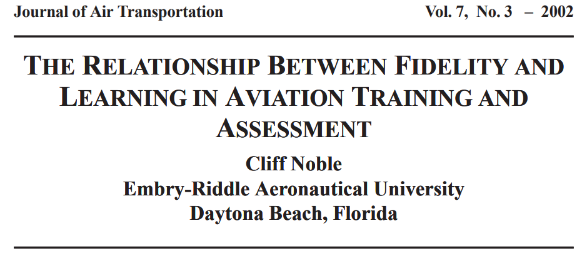 Journal of Air Transportation Vol. 7, No. 3 – 2002
THE RELATIONSHIP BETWEEN FIDELITY AND
LEARNING IN AVIATION TRAINING AND
ASSESSMENT
Cliff Noble
Embry-Riddle Aeronautical University
Daytona Beach, Florida